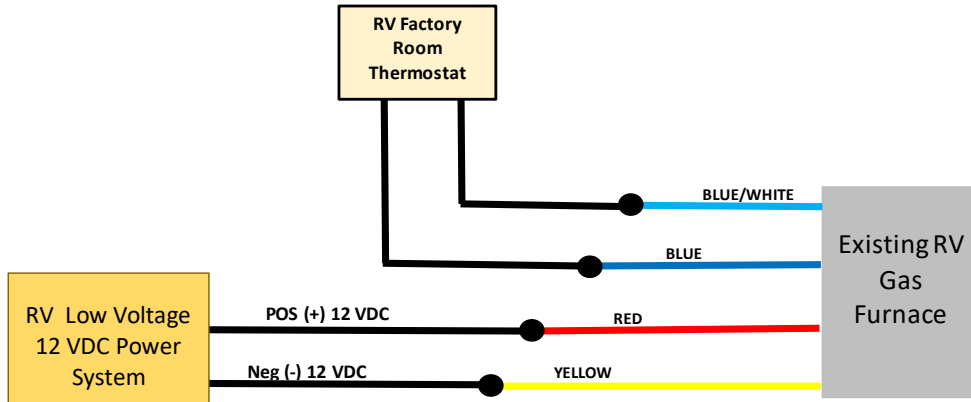 RV Factory
Room
Thermostat
BLUE/WHITE
BLUE
Existing RV
Gas
Furnace
RV Low Voltage
12 VDC Power
System
POS (+) 12 VDC
RED
Neg (-) 12 VDC
YELLOW